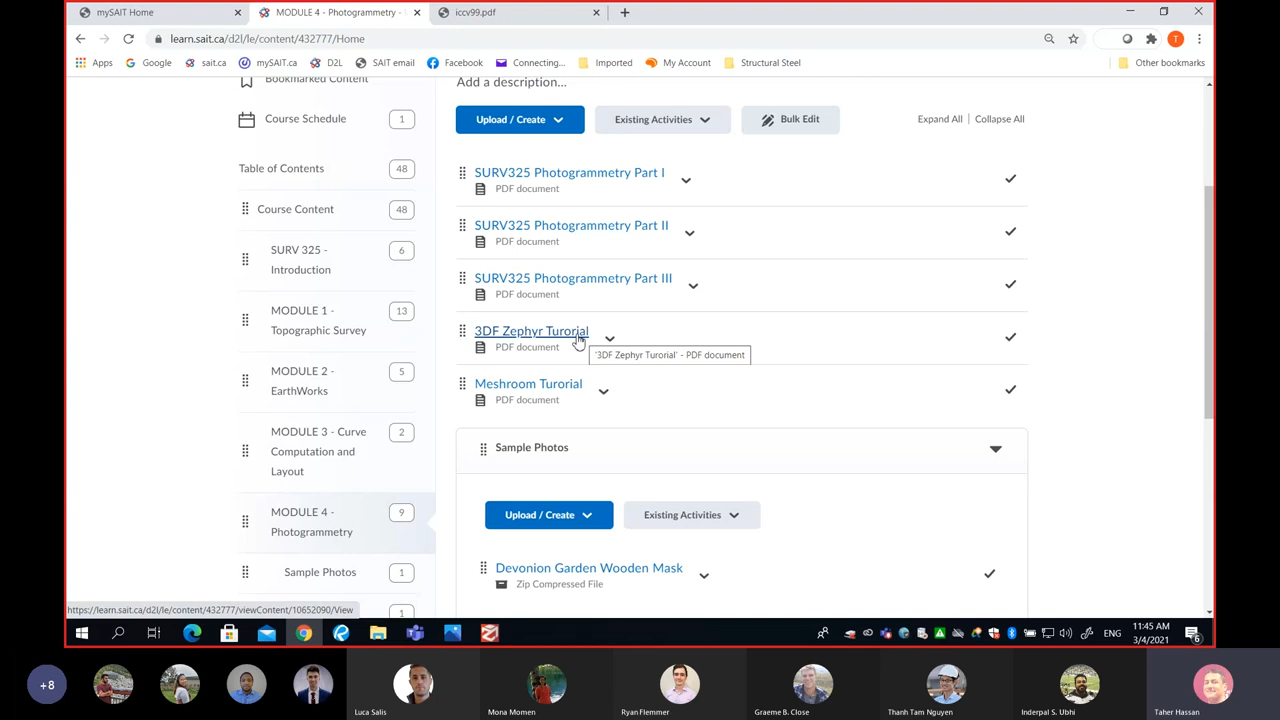 mySAIT Home
MODULE 4 - Photogrammetry -
iccv99.pdf
learn.sait.ca/d2l/le/content/432777/Home
T
Apps
Google
sait.ca
mySAIT.ca
D2L
SAIT email
Facebook
Connecting...
Imported
My Account
Structural Steel
Other bookmarks
Bookmarked Content
Course Schedule
1
Table of Contents
48
Course Content
48
SURV 325 -
Introduction
6
MODULE 1 -
Topographic Survey
13
MODULE 2 -
EarthWorks
5
MODULE 3 - Curve
Computation and
Layout
2
MODULE 4 -
Photogrammetry
9
Sample Photos
1
1
https://learn.sait.ca/d2l/le/content/432777/viewContent/10652090/View
Add a description...
Upload / Create
Existing Activities
Bulk Edit
Expand All
Collapse All
SURV325 Photogrammetry Part I
PDF document
SURV325 Photogrammetry Part II
PDF document
SURV325 Photogrammetry Part III
PDF document
3DF Zephyr Turorial
PDF document
'3DF Zephyr Turorial' - PDF document
Meshroom Turorial
PDF document
Sample Photos
Upload / Create
Existing Activities
Devonion Garden Wooden Mask
Zip Compressed File
ENG
11:45 AM
3/4/2021
6
+8
Luca Salis
Mona Momen
Ryan Flemmer
Graeme B. Close
Thanh Tam Nguyen
Inderpal S. Ubhi
Taher Hassan